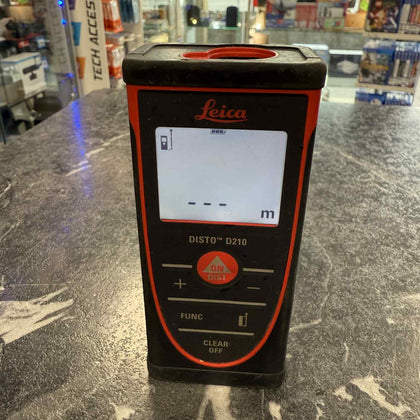 TECH ACCES
Leica
- - -
m
DISTO™ D210
ON
DIST
+
−
FUNC
CLEAR
OFF